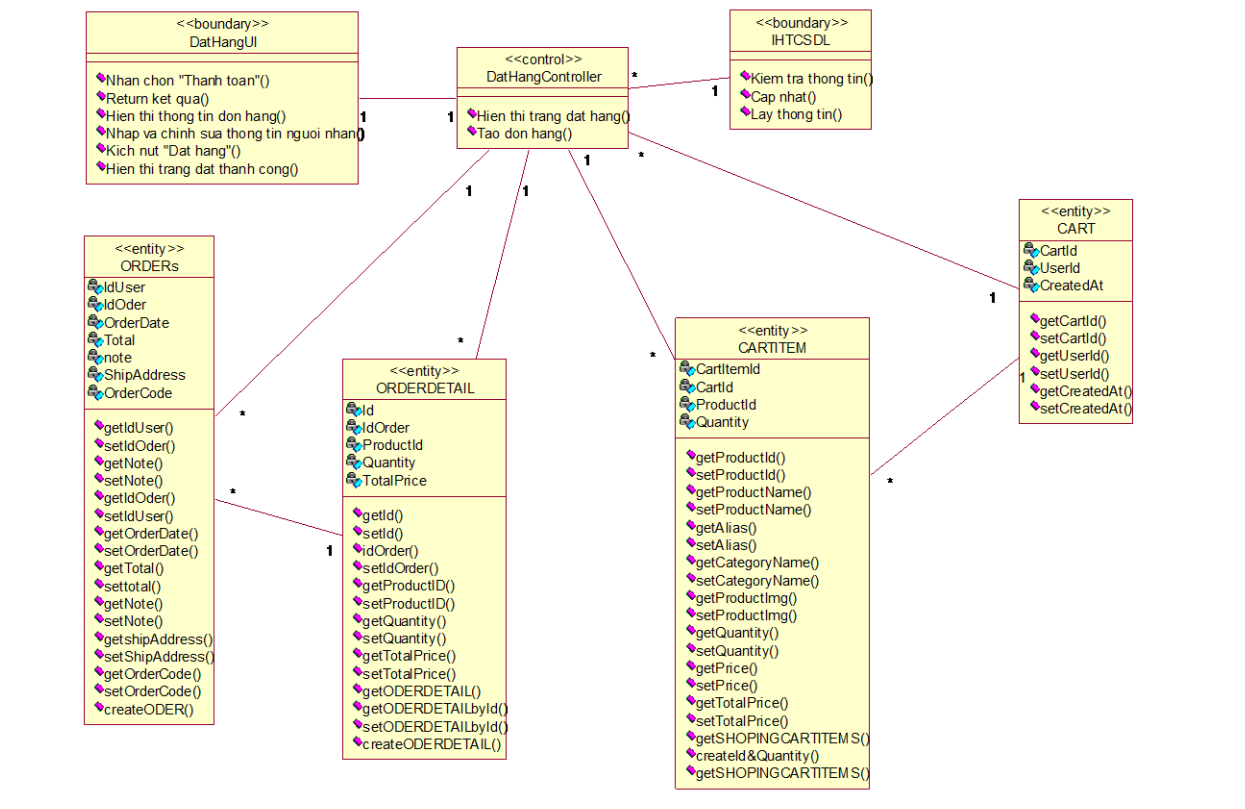 <<boundary>>
DatHangUI
Nhan chon "Thanh toan"()
Return ket qua()
Hien thi thong tin don hang()
Nhap va chinh sua thong tin nguoi nhan()
Kich nut "Dat hang"()
Hien thi trang dat thanh cong()
1
1
<<control>>
DatHangController
Hien thi trang dat hang()
Tao don hang()
*
1
<<boundary>>
IHTCSDL
Kiem tra thong tin()
Cap nhat()
Lay thong tin()
1
1
1
*
<<entity>>
CART
CartId
UserId
CreatedAt
getCartId()
setCartId()
getUserId()
setUserId()
getCreatedAt()
setCreatedAt()
1
1
<<entity>>
ORDERs
IdUser
IdOder
OrderDate
Total
note
ShipAddress
OrderCode
getIdUser()
setIdOder()
getNote()
setNote()
getIdOder()
setIdUser()
getOrderDate()
setOrderDate()
getTotal()
settotal()
getNote()
setNote()
getshipAddress()
setShipAddress()
getOrderCode()
setOrderCode()
createODER()
*
*
1
*
<<entity>>
ORDERDETAIL
Id
IdOrder
ProductId
Quantity
TotalPrice
getId()
setId()
idOrder()
setIdOrder()
getProductID()
setProductID()
getQuantity()
setQuantity()
getTotalPrice()
setTotalPrice()
getODERDETAIL()
getODERDETAILbyId()
setODERDETAILbyId()
createODERDETAIL()
*
<<entity>>
CARTITEM
CartItemId
CartId
ProductId
Quantity
getProductId()
setProductId()
getProductName()
setProductName()
getAlias()
setAlias()
getCategoryName()
setCategoryName()
getProductImg()
setProductImg()
getQuantity()
setQuantity()
getPrice()
setPrice()
getTotalPrice()
setTotalPrice()
getSHOPINGCARTITEMS()
createId&Quantity()
getSHOPINGCARTITEMS()
*